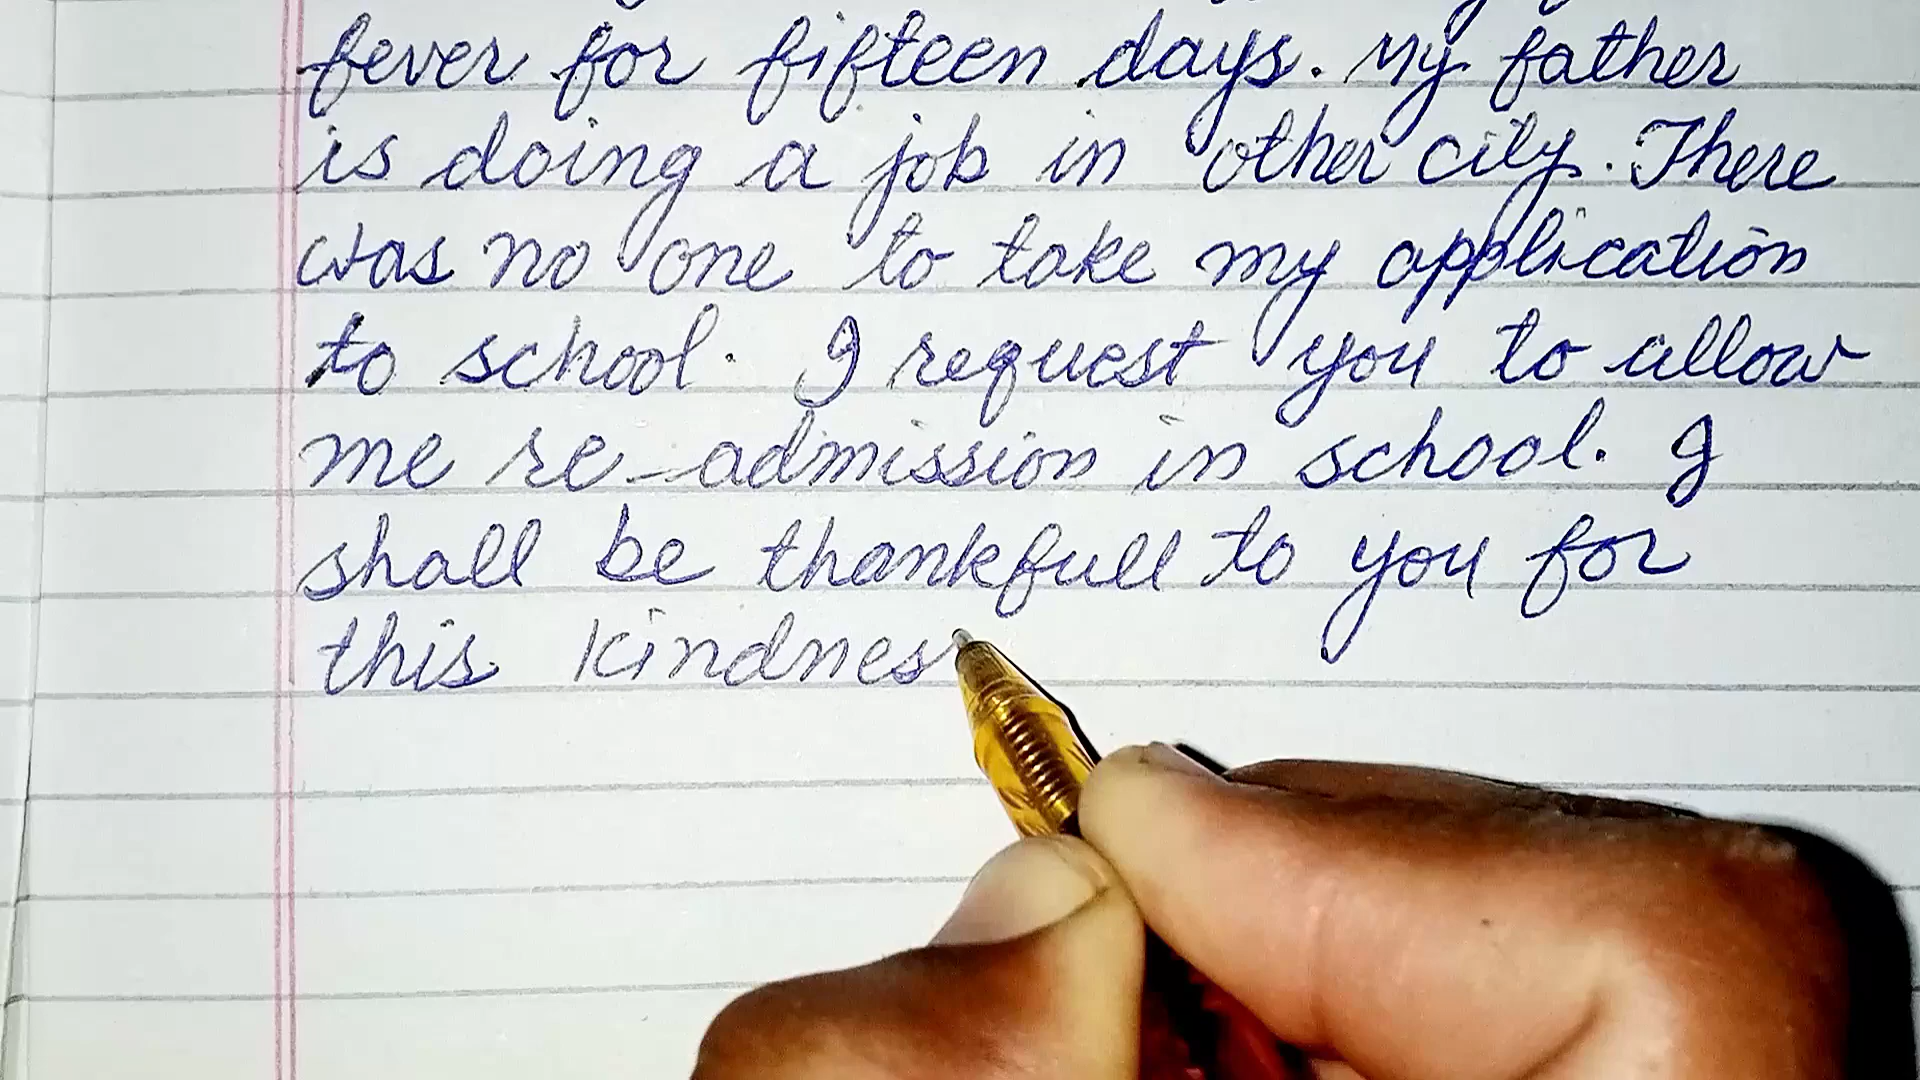 fever for fifteen days. My father
is doing a job in other city. There
was no one to take my application
to school. I request you to allow
me re-admission in school. I
shall be thankfull to you for
this kindnes